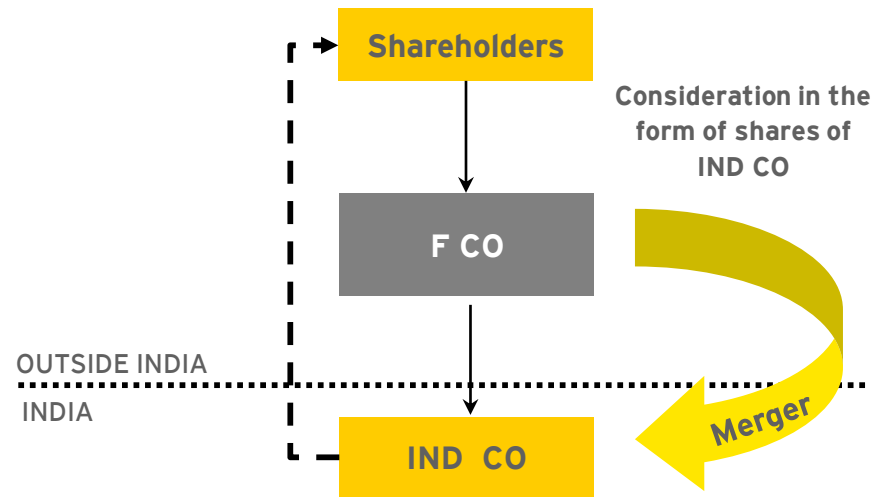 Shareholders
Consideration in the
form of shares of
IND CO
F CO
OUTSIDE INDIA
INDIA
Merger
IND CO